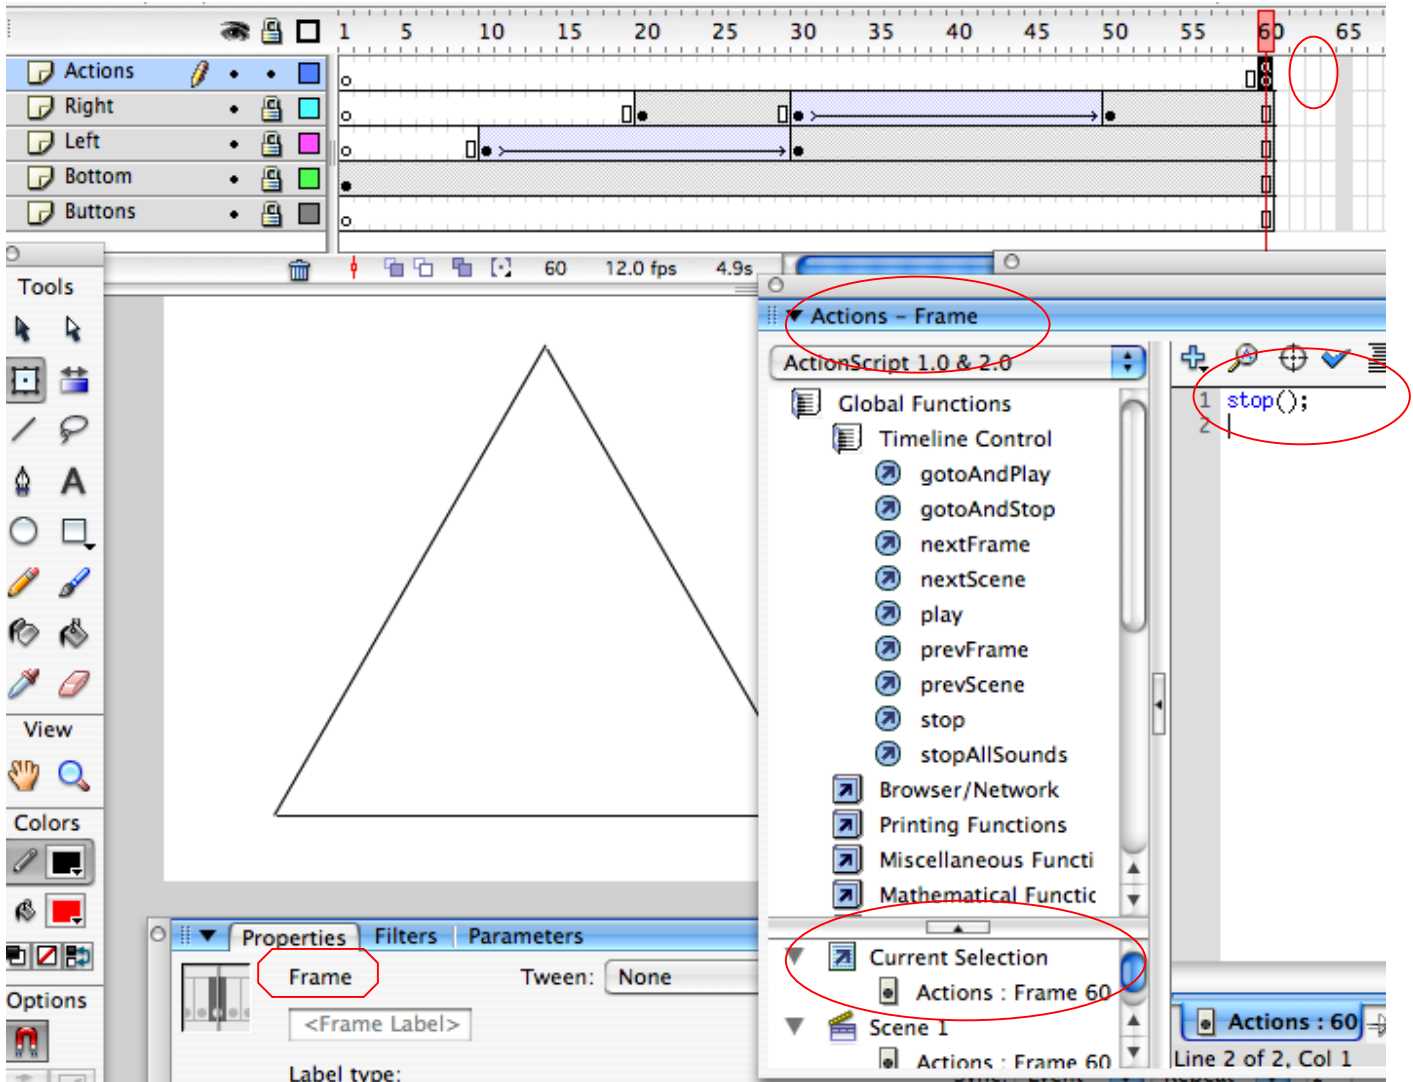 1 5 10 15 20 25 30 35 40 45 50 55 60 65
Actions
Right
Left
Bottom
Buttons
60 12.0 fps 4.9s
Tools
View
Colors
Options
Actions - Frame
ActionScript 1.0 & 2.0
Global Functions
Timeline Control
gotoAndPlay
gotoAndStop
nextFrame
nextScene
play
prevFrame
prevScene
stop
stopAllSounds
Browser/Network
Printing Functions
Miscellaneous Functi
Mathematical Functic
Current Selection
Actions : Frame 60
Scene 1
Actions : Frame 60
1 stop();
2
Actions : 60
Line 2 of 2, Col 1
Properties Filters Parameters
Frame Tween: None
<Frame Label>
Label type: